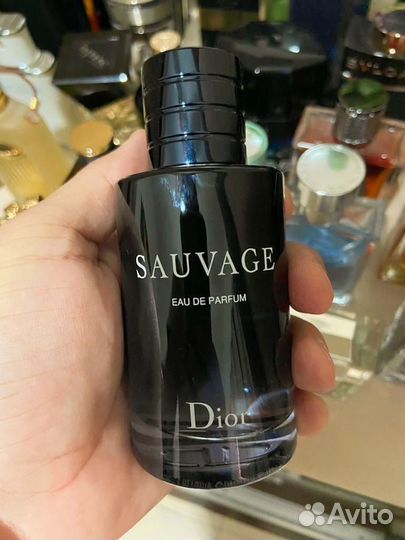 SAUVAGE
EAU DE PARFUM
Dior
Avito